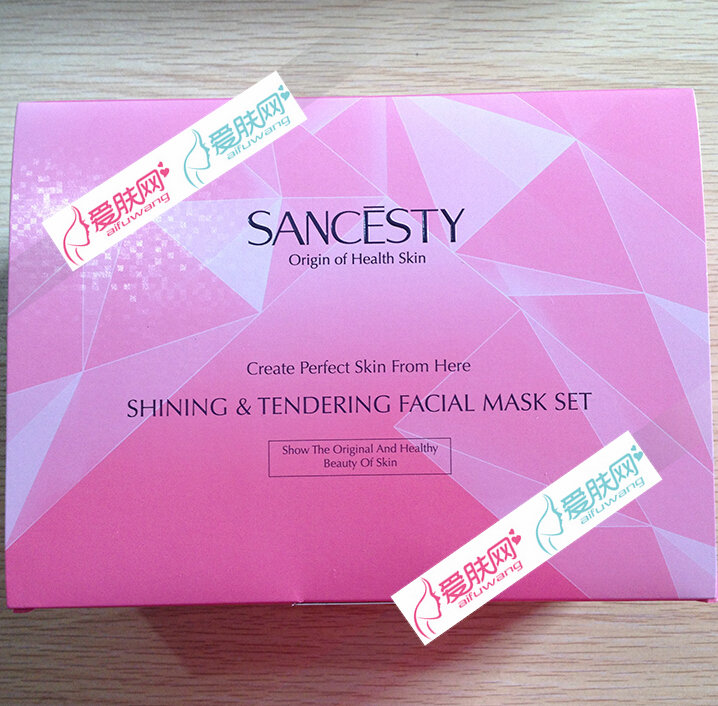 爱肤网
aifuwang
爱肤网
aifuwang
SANCĒSTY
Origin of Health Skin
Create Perfect Skin From Here
SHINING & TENDERING FACIAL MASK SET
Show The Original And Healthy
Beauty Of Skin
爱肤网
aifuwang
爱肤网
aifuwang